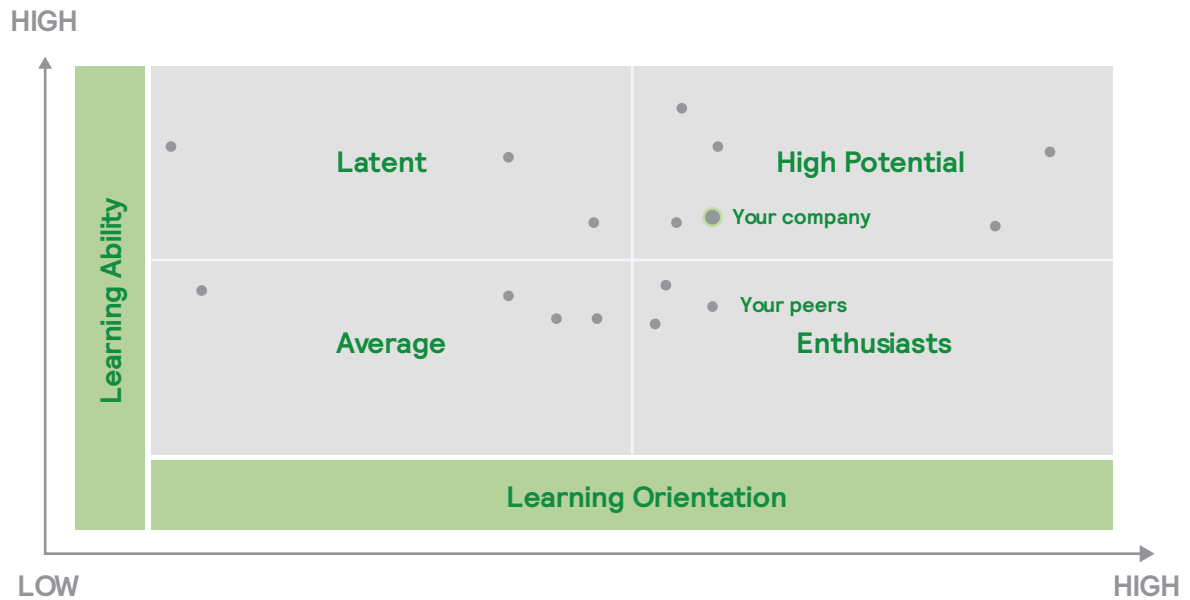 HIGH
Latent
High Potential
Your company
Learning Ability
Your peers
Average
Enthusiasts
Learning Orientation
LOW
HIGH